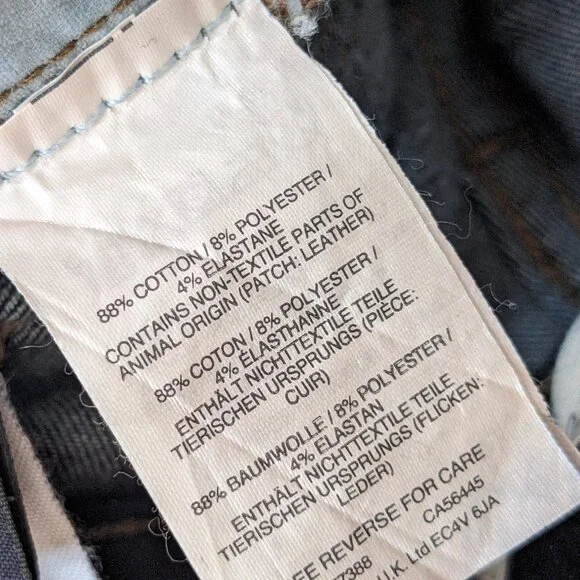 88% COTTON / 8% POLYESTER /
4% ELASTANE
CONTAINS NON-TEXTILE PARTS OF
ANIMAL ORIGIN (PATCH: LEATHER)
88% COTON / 8% POLYESTER /
4% ÉLASTHANNE
ENTHÄLT NICHTTEXTILE TEILE
TIERISCHEN URSPRUNGS (PIÈCE:
CUIR)
88% BAUMWOLLE / 8% POLYESTER /
4% ELASTAN
ENTHÄLT NICHTTEXTILE TEILE
TIERISCHEN URSPRUNGS (FLICKEN:
LEDER)
REVERSE FOR CARE
7388 CA56445
U.K. Ltd EC4V 6JA